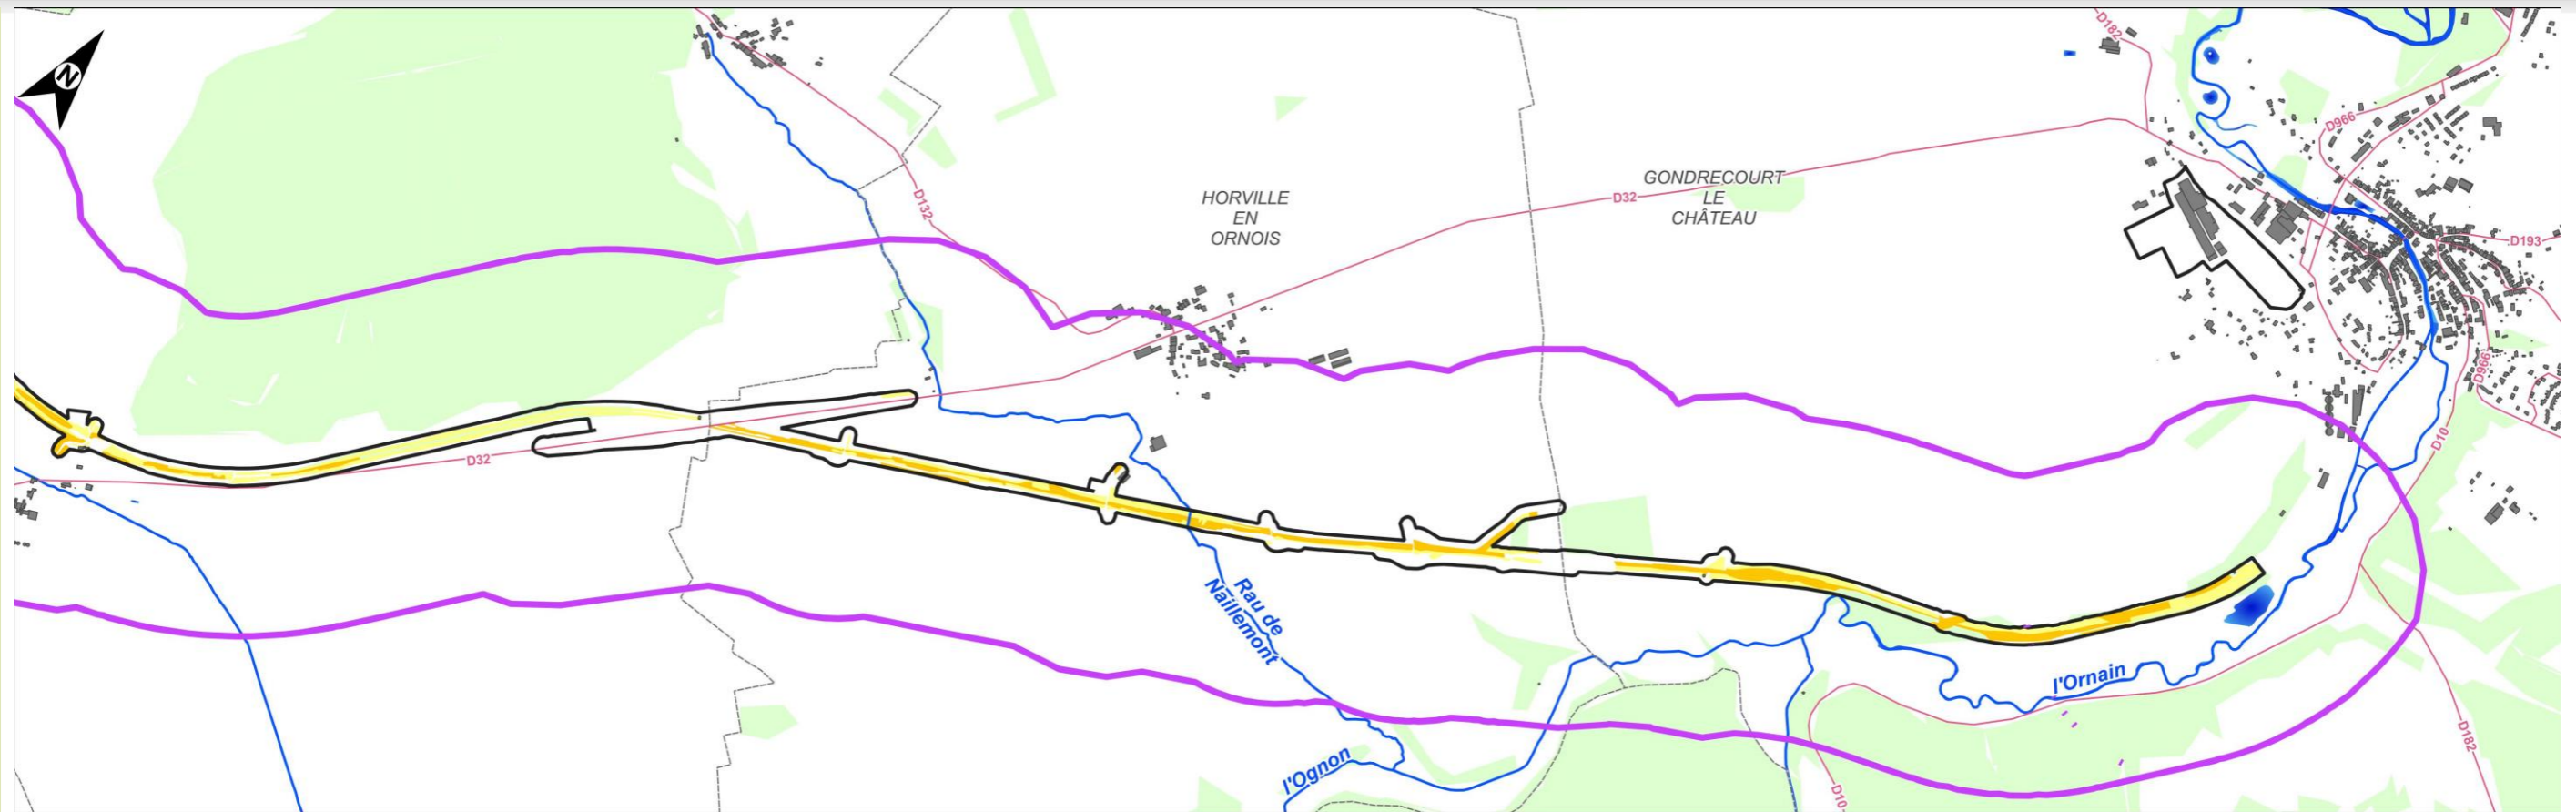 N
D182
D966
HORVILLE
EN
ORNOIS
GONDRECOURT
LE
CHÂTEAU
D132
D32
D193
D966
D10
D32
Rau de
Naillemont
l'Ornain
l'Ognon
D182
D10